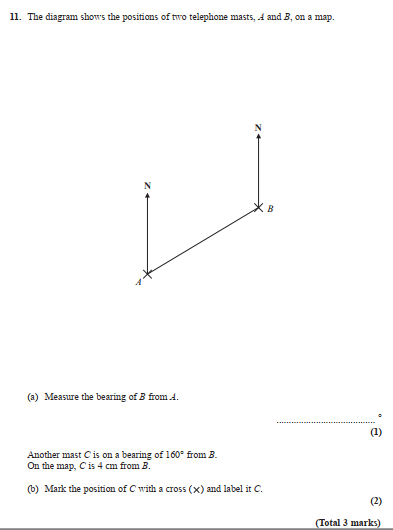 11. The diagram shows the positions of two telephone masts, A and B, on a map.
N
N
B
A
(a) Measure the bearing of B from A.
.......................................°
(1)
Another mast C is on a bearing of 160° from B.
On the map, C is 4 cm from B.
(b) Mark the position of C with a cross (×) and label it C.
(2)
(Total 3 marks)